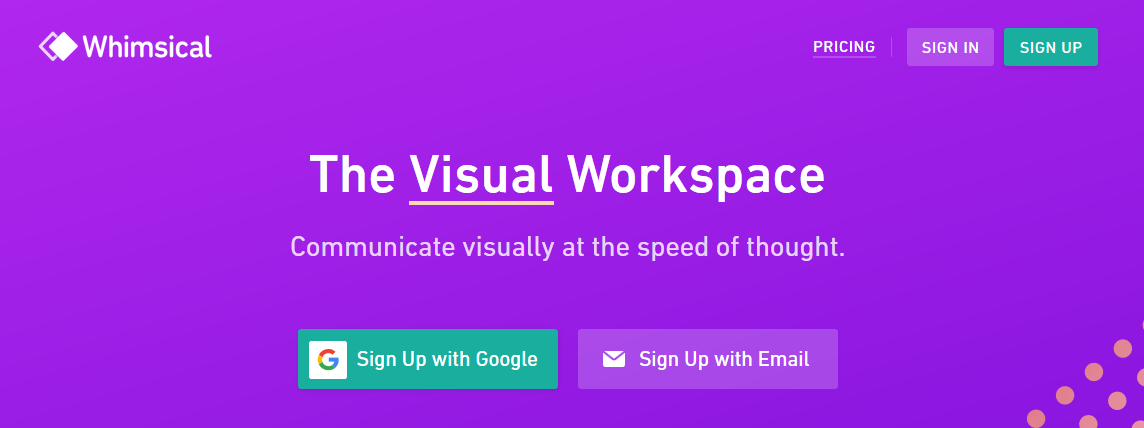 Whimsical
PRICING
SIGN IN
SIGN UP
The Visual Workspace
Communicate visually at the speed of thought.
Sign Up with Google
Sign Up with Email